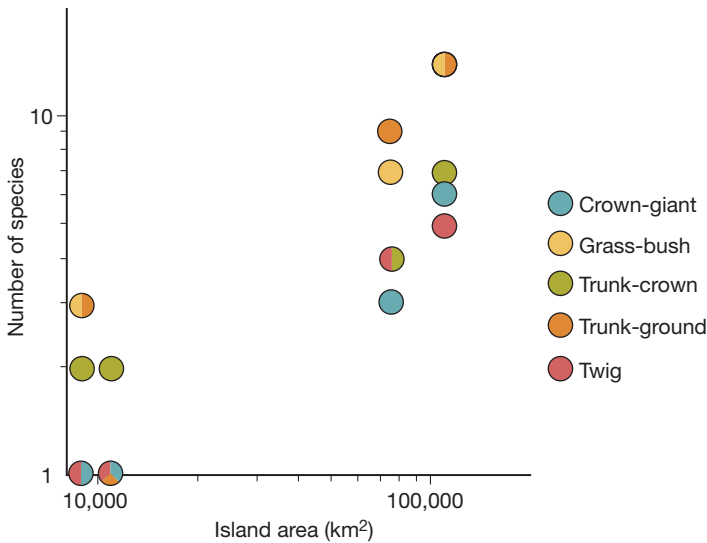 10
1
Number of species
10,000
100,000
Island area (km²)
Crown-giant
Grass-bush
Trunk-crown
Trunk-ground
Twig